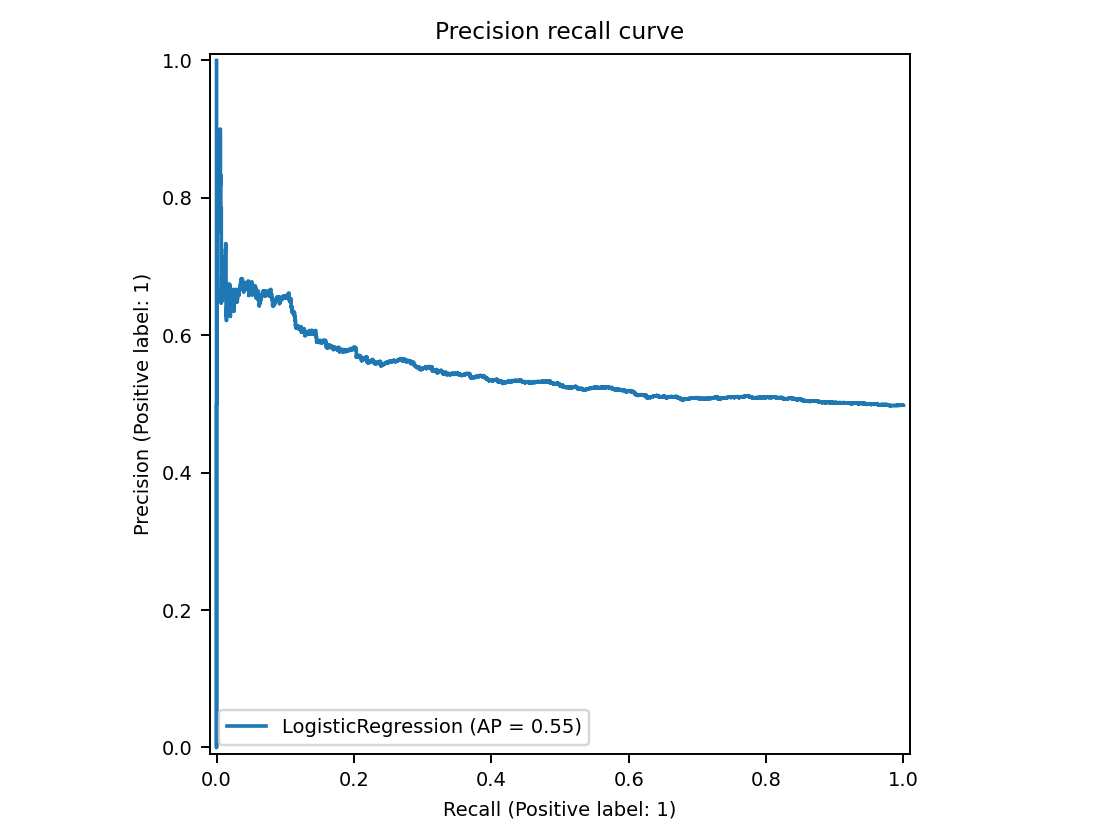 Precision recall curve
1.0
0.8
0.6
0.4
0.2
0.0
Precision (Positive label: 1)
LogisticRegression (AP = 0.55)
0.0 0.2 0.4 0.6 0.8 1.0
Recall (Positive label: 1)